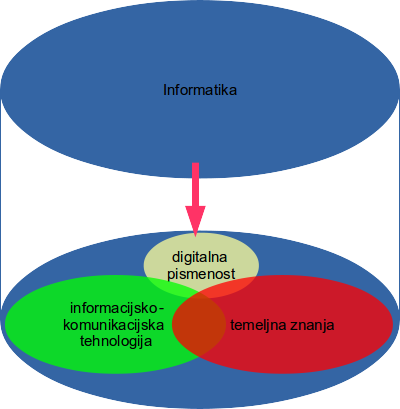 Informatika
digitalna
pismenost
informacijsko-
komunikacijska
tehnologija
temeljna znanja